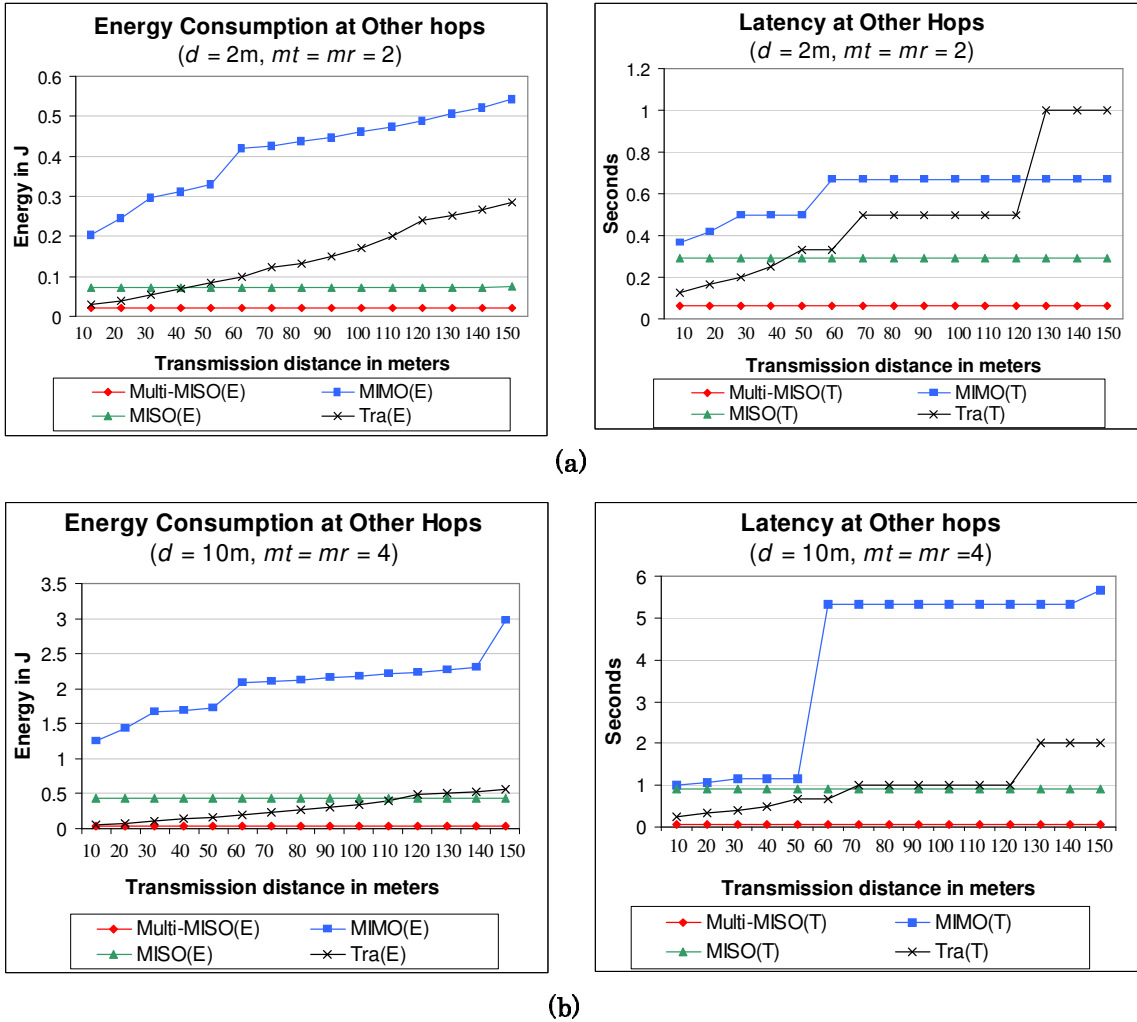 Energy Consumption at Other hops
(d = 2m, mt = mr = 2)
0.6
0.5
0.4
0.3
0.2
0.1
0
Energy in J
10 20 30 40 50 60 70 80 90 100 110 120 130 140 150
Transmission distance in meters
Multi-MISO(E) MIMO(E)
MISO(E) Tra(E)
Latency at Other Hops
(d = 2m, mt = mr = 2)
1.2
1
0.8
0.6
0.4
0.2
0
Seconds
10 20 30 40 50 60 70 80 90 100 110 120 130 140 150
Transmission distance in meters
Multi-MISO(T) MIMO(T)
MISO(T) Tra(T)
(a)
Energy Consumption at Other Hops
(d = 10m, mt = mr = 4)
3.5
3
2.5
2
1.5
1
0.5
0
Energy in J
10 20 30 40 50 60 70 80 90 100 110 120 130 140 150
Transmission distance in meters
Multi-MISO(E) MIMO(E)
MISO(E) Tra(E)
Latency at Other hops
(d = 10m, mt = mr =4)
6
5
4
3
2
1
0
Seconds
10 20 30 40 50 60 70 80 90 100 110 120 130 140 150
Transmission distance in meters
Multi-MISO(T) MIMO(T)
MISO(T) Tra(T)
(b)